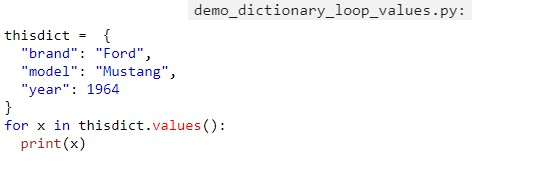 demo_dictionary_loop_values.py:
thisdict =  {
  "brand": "Ford",
  "model": "Mustang",
  "year": 1964
}
for x in thisdict.values():
  print(x)